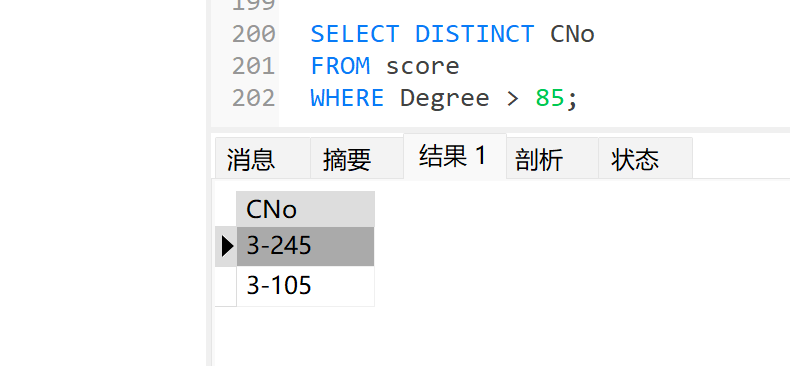 199
200 SELECT DISTINCT CNo
201 FROM score
202 WHERE Degree > 85;
消息 摘要 结果 1 剖析 状态
CNo
3-245
3-105